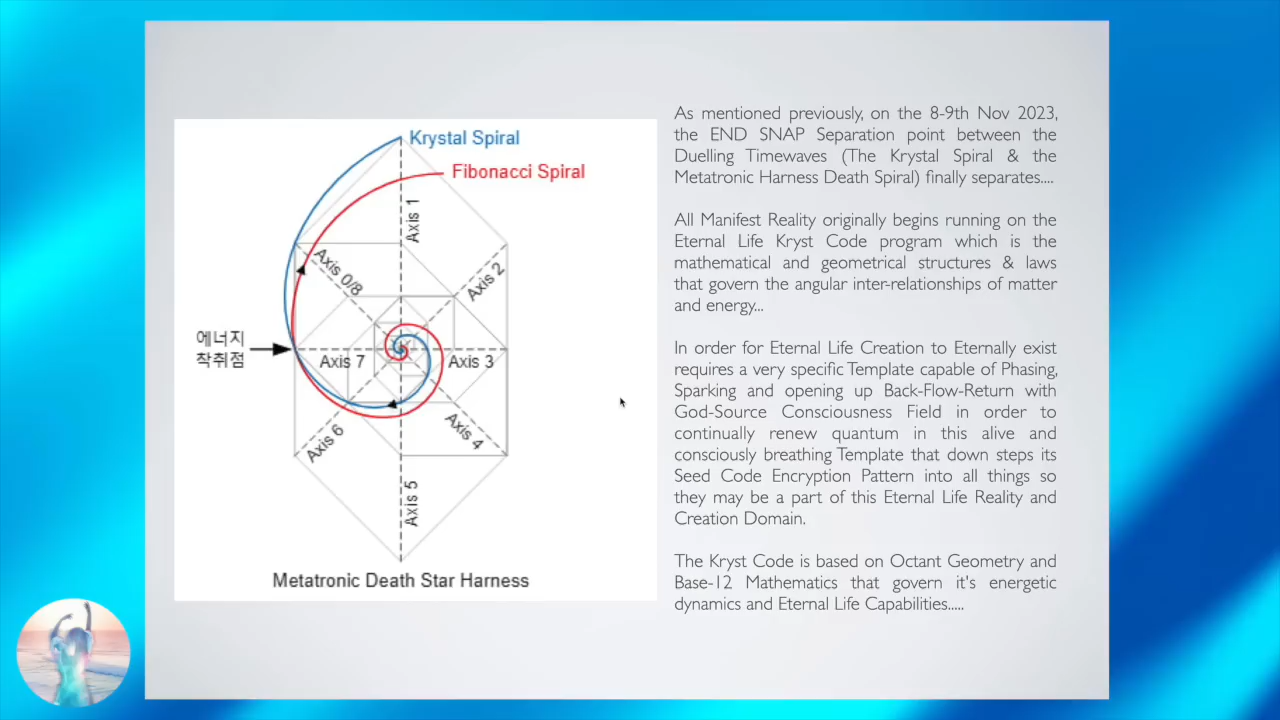 Krystal Spiral
Fibonacci Spiral
Axis 1
Axis 0/8
Axis 2
에너지
착취점
Axis 7
Axis 3
Axis 6
Axis 4
Axis 5
Metatronic Death Star Harness
As mentioned previously, on the 8-9th Nov 2023,
the END SNAP Separation point between the
Duelling Timewaves (The Krystal Spiral & the
Metatronic Harness Death Spiral) finally separates....
All Manifest Reality originally begins running on the
Eternal Life Kryst Code program which is the
mathematical and geometrical structures & laws
that govern the angular inter-relationships of matter
and energy...
In order for Eternal Life Creation to Eternally exist
requires a very specific Template capable of Phasing,
Sparking and opening up Back-Flow-Return with
God-Source Consciousness Field in order to
continually renew quantum in this alive and
consciously breathing Template that down steps its
Seed Code Encryption Pattern into all things so
they may be a part of this Eternal Life Reality and
Creation Domain.
The Kryst Code is based on Octant Geometry and
Base-12 Mathematics that govern it's energetic
dynamics and Eternal Life Capabilities.....